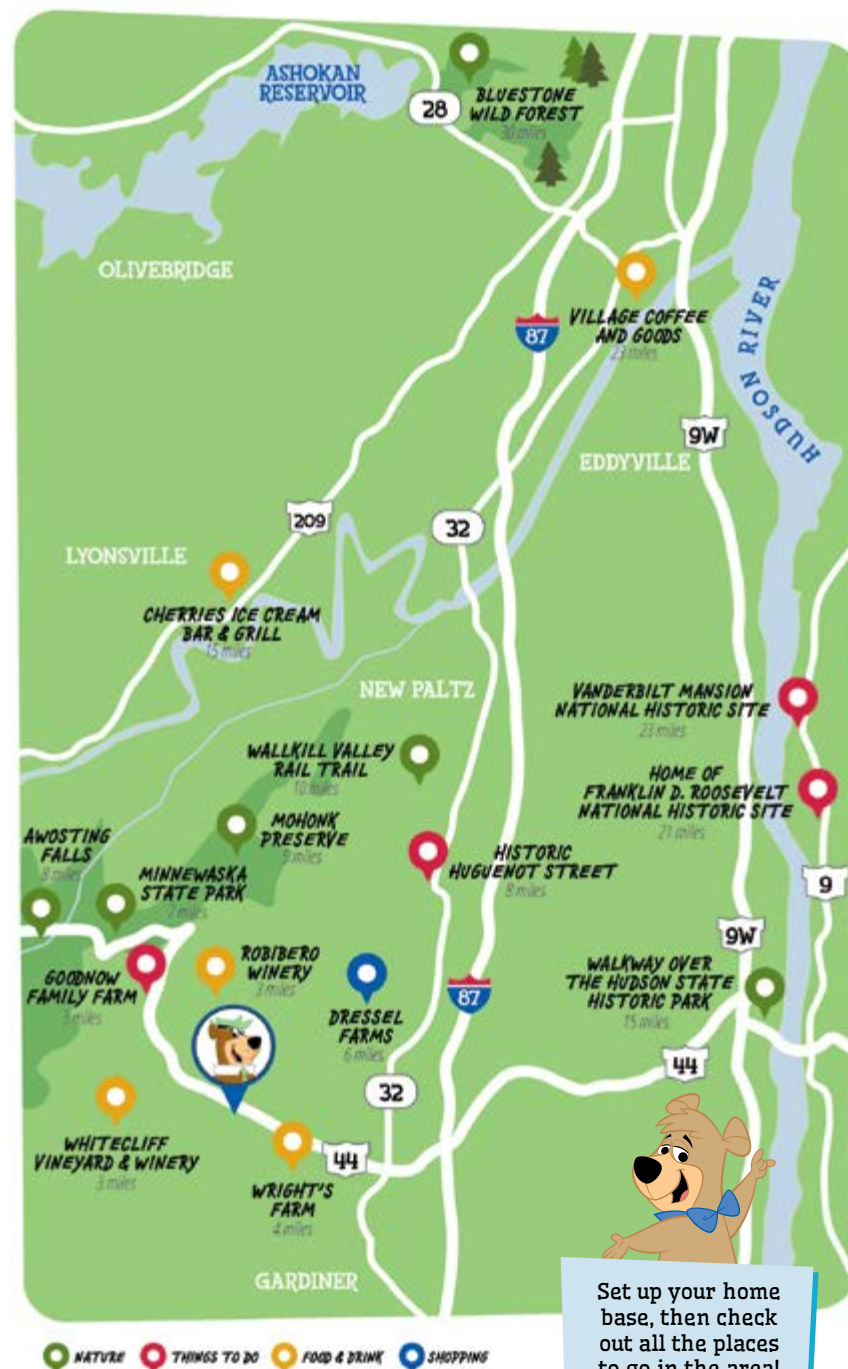 ASHOKAN
RESERVOIR
28
BLUESTONE
WILD FOREST
30 miles
OLIVEBRIDGE
87
VILLAGE COFFEE
AND GOODS
23 miles
HUDSON RIVER
9W
EDDYVILLE
209
32
LYONSVILLE
CHERRIES ICE CREAM
BAR & GRILL
15 miles
NEW PALTZ
VANDERBILT MANSION
NATIONAL HISTORIC SITE
23 miles
WALLKILL VALLEY
RAIL TRAIL
10 miles
HOME OF
FRANKLIN D. ROOSEVELT
NATIONAL HISTORIC SITE
21 miles
MOHONK
PRESERVE
9 miles
AWOSTING
FALLS
8 miles
MINNEWASKA
STATE PARK
HISTORIC
HUGUENOT STREET
8 miles
9
9W
GOODNOW
FAMILY FARM
3 miles
ROBIBERO
WINERY
3 miles
DRESSEL
FARMS
6 miles
87
WALKWAY OVER
THE HUDSON STATE
HISTORIC PARK
15 miles
44
32
WHITECLIFF
VINEYARD & WINERY
3 miles
44
WRIGHT'S
FARM
4 miles
GARDINER
Set up your home
base, then check
out all the places
to go in the area!
NATURE
THINGS TO DO
FOOD & DRINK
SHOPPING